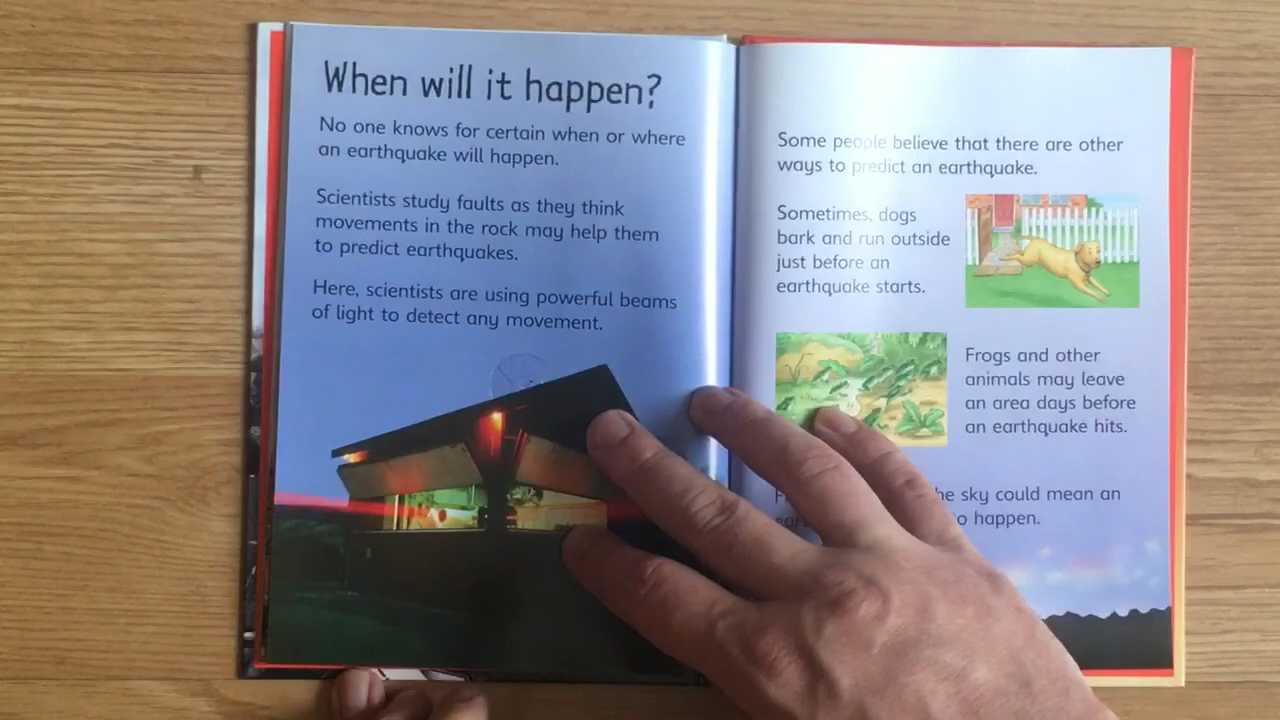 When will it happen?
No one knows for certain when or where
an earthquake will happen.
Scientists study faults as they think
movements in the rock may help them
to predict earthquakes.
Here, scientists are using powerful beams
of light to detect any movement.
Some people believe that there are other
ways to predict an earthquake.
Sometimes, dogs
bark and run outside
just before an
earthquake starts.
Frogs and other
animals may leave
an area days before
an earthquake hits.
sky could mean an
happen.